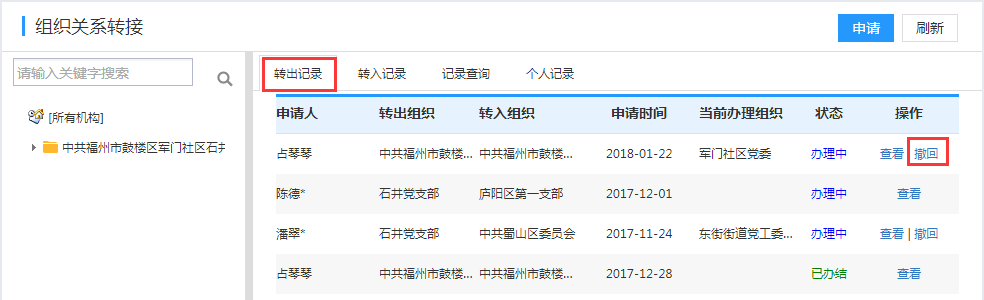 组织关系转接
申请
刷新
请输入关键字搜索
[所有机构]
中共福州市鼓楼区军门社区石井
转出记录 转入记录 记录查询 个人记录
申请人 转出组织 转入组织 申请时间 当前办理组织 状态 操作
占琴琴 中共福州市鼓楼... 中共福州市鼓楼... 2018-01-22 军门社区党委 办理中 查看 撤回
陈德* 石井党支部 庐阳区第一支部 2017-12-01 办理中 查看
潘翠* 石井党支部 中共蜀山区委员会 2017-11-24 东街街道党工委... 办理中 查看 | 撤回
占琴琴 中共福州市鼓楼... 中共福州市鼓楼... 2017-12-28 已办结 查看